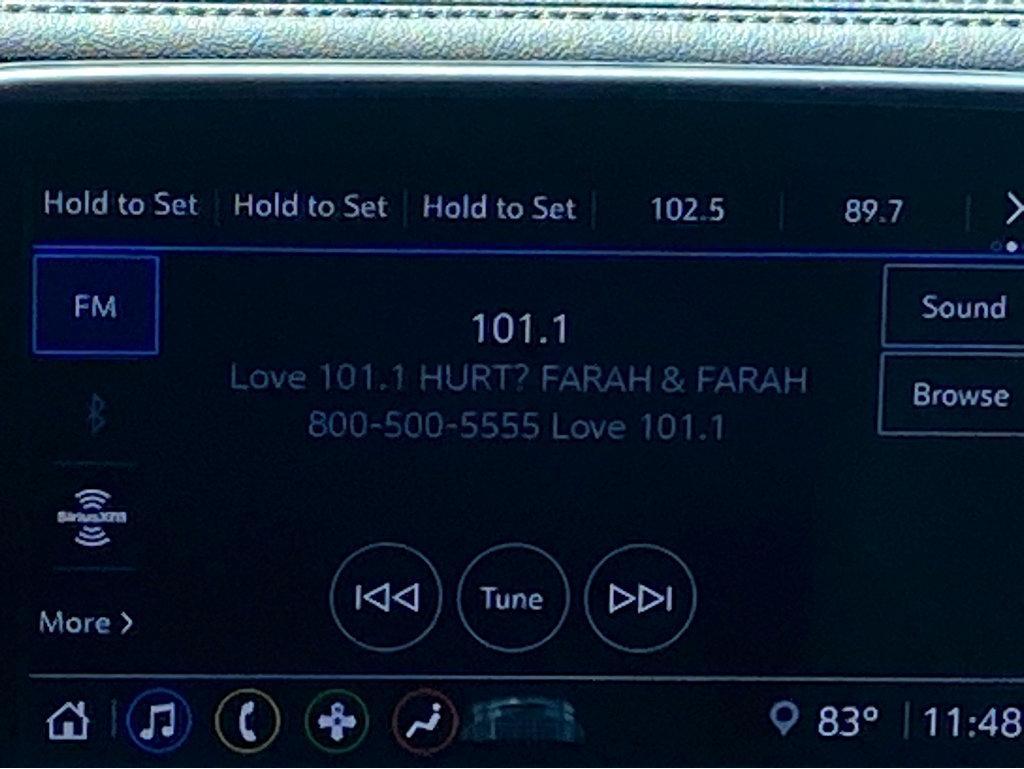 Hold to Set Hold to Set Hold to Set 102.5 89.7
FM
101.1
Sound
Love 101.1 HURT? FARAH & FARAH
800-500-5555 Love 101.1
Browse
SiriusXM
Tune
More
83° 11:48